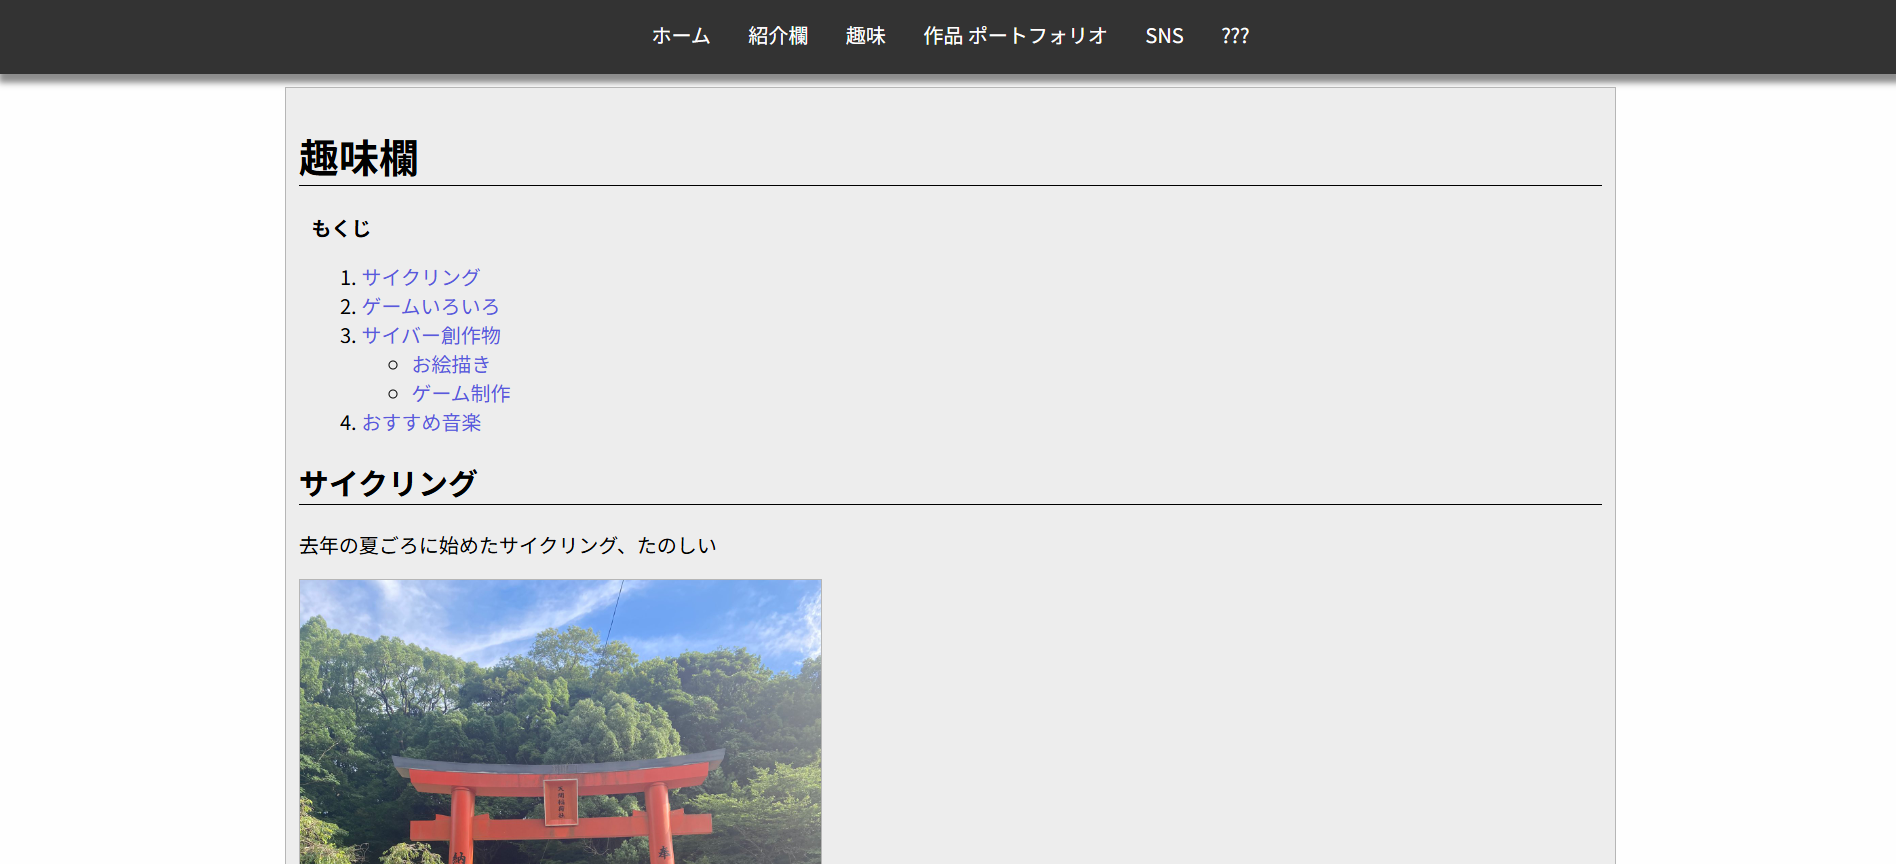 ホーム 紹介欄 趣味 作品 ポートフォリオ SNS ???
趣味欄
もくじ
1. サイクリング
2. ゲームいろいろ
3. サイバー創作物
お絵描き
ゲーム制作
4. おすすめ音楽
サイクリング
去年の夏ごろに始めたサイクリング、たのしい
納
奉